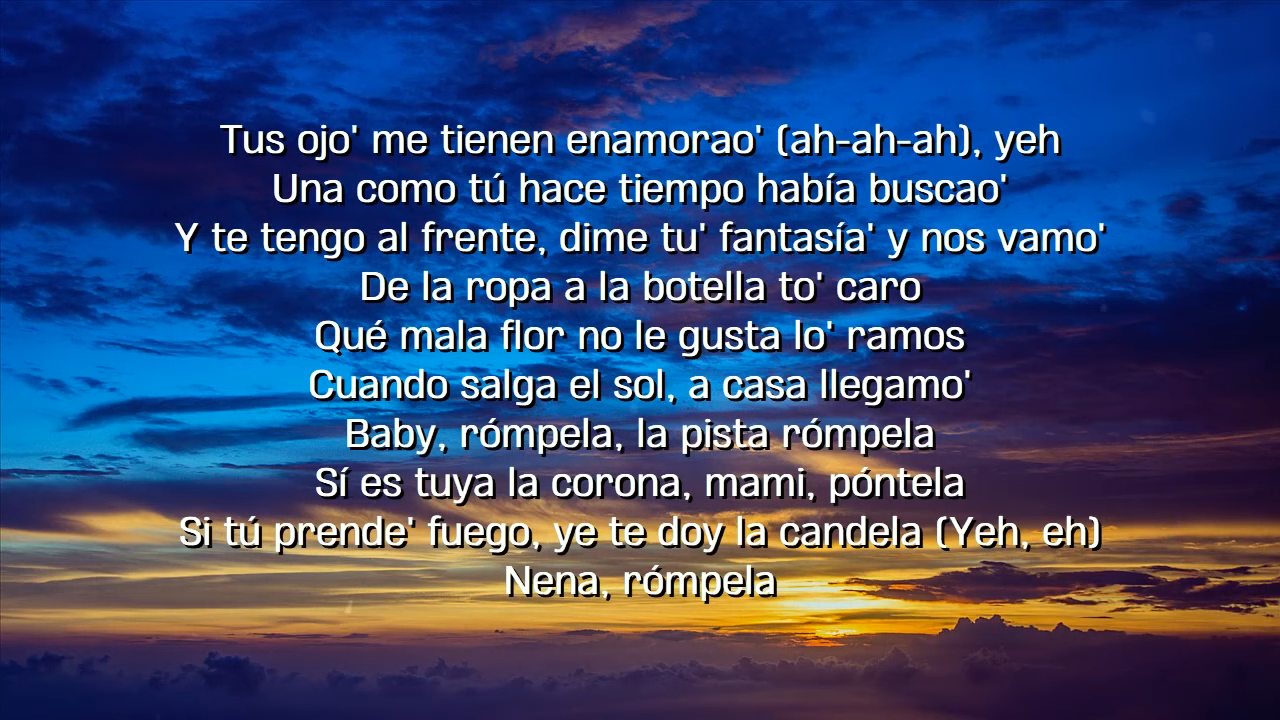 Tus ojo' me tienen enamorao' (ah-ah-ah), yeh
Una como tú hace tiempo había buscao'
Y te tengo al frente, dime tu' fantasía' y nos vamo'
De la ropa a la botella to' caro
Qué mala flor no le gusta lo' ramos
Cuando salga el sol, a casa llegamo'
Baby, rómpela, la pista rómpela
Sí es tuya la corona, mami, póntela
Si tú prende' fuego, ye te doy la candela (Yeh, eh)
Nena, rómpela